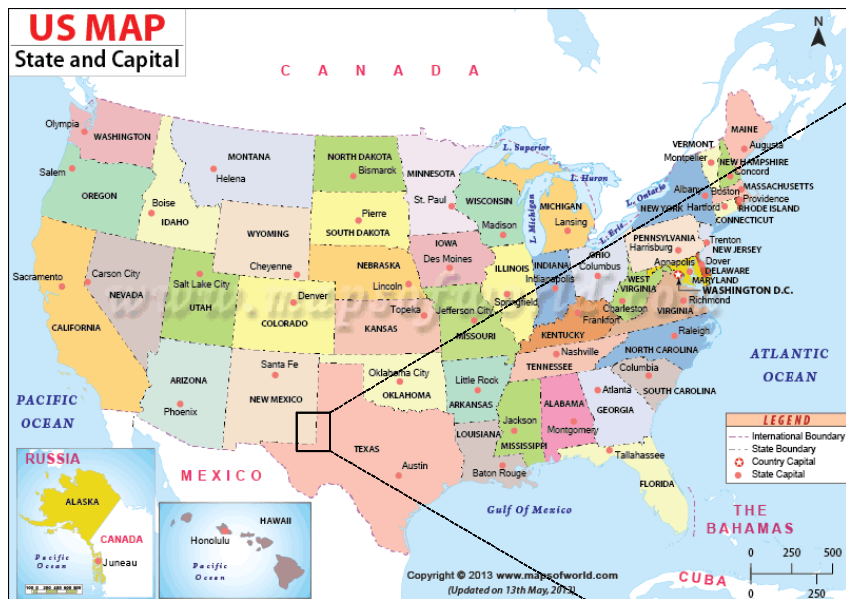 US MAP
State and Capital
N
C A N A D A
Olympia
WASHINGTON
Salem
OREGON
Boise
IDAHO
MONTANA
Helena
NORTH DAKOTA
Bismarck
MINNESOTA
St. Paul
L. Superior
L. Huron
L. Michigan
L. Ontario
L. Erie
VERMONT
Montpelier
MAINE
Augusta
NEW HAMPSHIRE
Concord
MASSACHUSETTS
Boston
Albany
NEW YORK
Providence
RHODE ISLAND
Hartford
CONNECTICUT
WISCONSIN
Madison
MICHIGAN
Lansing
Pierre
SOUTH DAKOTA
WYOMING
Cheyenne
IOWA
Des Moines
NEBRASKA
Lincoln
PENNSYLVANIA
Harrisburg
Trenton
NEW JERSEY
Annapolis
Dover
DELAWARE
MARYLAND
WASHINGTON D.C.
OHIO
Columbus
INDIANA
Indianapolis
ILLINOIS
Springfield
Sacramento
Carson City
NEVADA
Salt Lake City
UTAH
Denver
COLORADO
Topeka
KANSAS
Jefferson City
MISSOURI
WEST
VIRGINIA
Charleston
Richmond
VIRGINIA
www.mapsofworld.com
CALIFORNIA
KENTUCKY
Frankfort
Nashville
TENNESSEE
Raleigh
NORTH CAROLINA
Columbia
SOUTH CAROLINA
ARIZONA
Phoenix
Santa Fe
NEW MEXICO
Oklahoma City
OKLAHOMA
Little Rock
ARKANSAS
ALABAMA
Montgomery
Atlanta
GEORGIA
Jackson
MISSISSIPPI
LOUISIANA
Baton Rouge
TEXAS
Austin
Tallahassee
FLORIDA
PACIFIC
OCEAN
ATLANTIC
OCEAN
M E X I C O
Gulf Of Mexico
THE
BAHAMAS
CUBA
LEGEND
International Boundary
State Boundary
Country Capital
State Capital
RUSSIA
ALASKA
CANADA
Pacific
Ocean
Juneau
HAWAII
Honolulu
Pacific
Ocean
Copyright © 2013 www.mapsofworld.com
(Updated on 13th May, 2013)
0 250 500
0 250